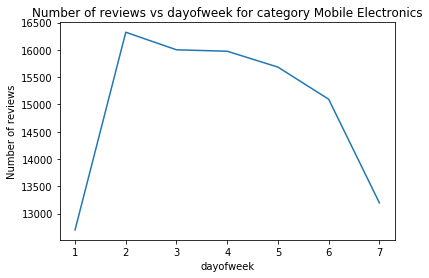 Number of reviews vs dayofweek for category Mobile Electronics
16500
16000
15500
15000
14500
14000
13500
13000
Number of reviews
1 2 3 4 5 6 7
dayofweek